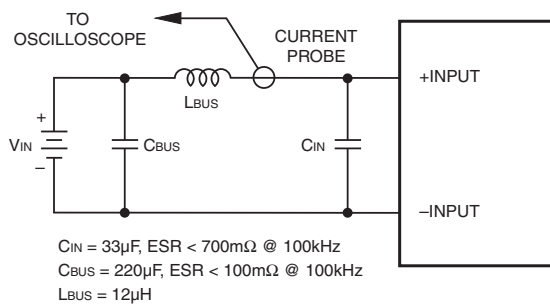 TO
OSCILLOSCOPE
CURRENT
PROBE
+INPUT
LBUS
+
VIN
CBUS
CIN
–
–INPUT
CIN = 33µF, ESR < 700mΩ @ 100kHz
CBUS = 220µF, ESR < 100mΩ @ 100kHz
LBUS = 12µH